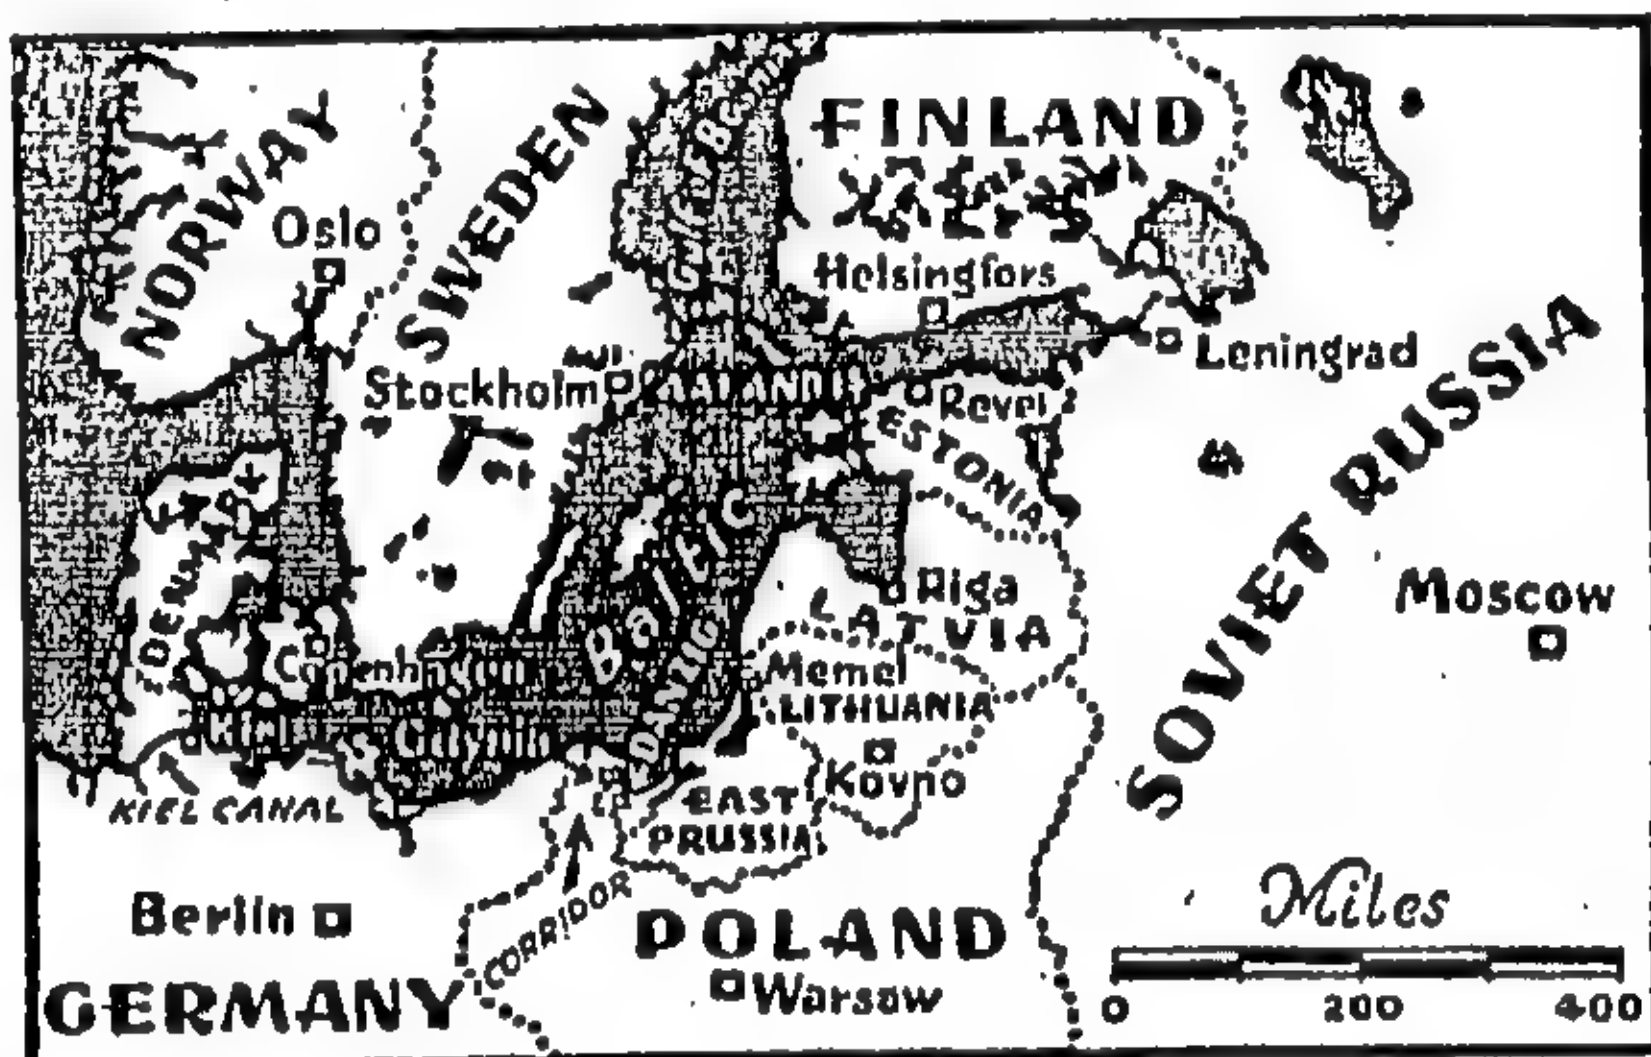 NORWAY
Oslo
SWEDEN
Gulf of Bothnia
FINLAND
Helsingfors
Leningrad
Stockholm
Revel
ESTONIA
SOVIET RUSSIA
Moscow
DENMARK
Copenhagen
Baltic
Riga
LATVIA
Memel
LITHUANIA
Kovno
DANZIG
Kiel
KIEL CANAL
EAST
PRUSSIA
CORRIDOR
Berlin
GERMANY
POLAND
Warsaw
Miles
0 200 400